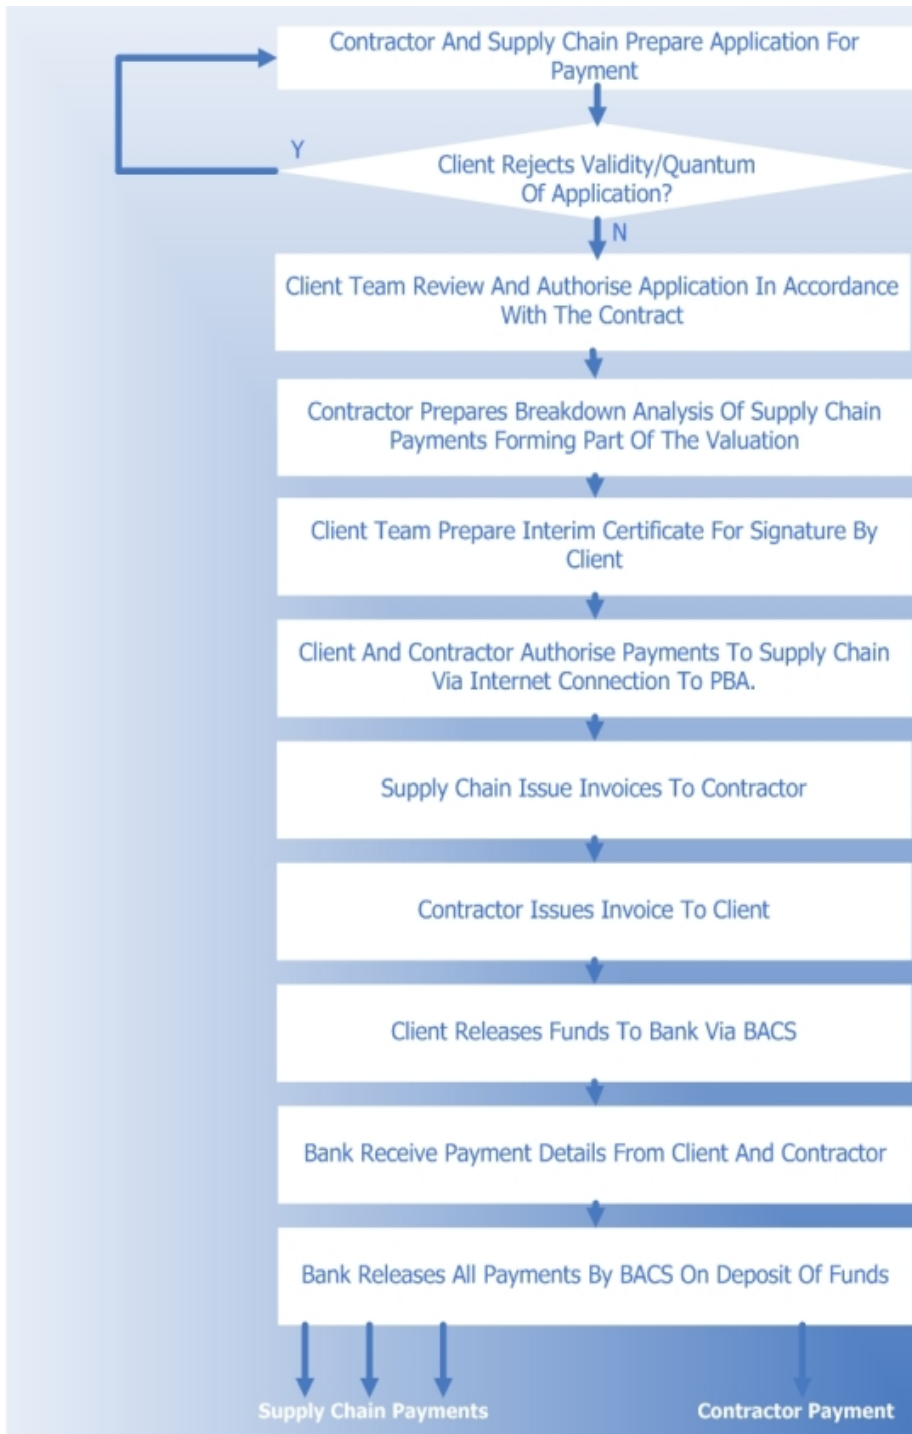 Contractor And Supply Chain Prepare Application For
Payment
Y
Client Rejects Validity/Quantum
Of Application?
N
Client Team Review And Authorise Application In Accordance
With The Contract
Contractor Prepares Breakdown Analysis Of Supply Chain
Payments Forming Part Of The Valuation
Client Team Prepare Interim Certificate For Signature By
Client
Client And Contractor Authorise Payments To Supply Chain
Via Internet Connection To PBA.
Supply Chain Issue Invoices To Contractor
Contractor Issues Invoice To Client
Client Releases Funds To Bank Via BACS
Bank Receive Payment Details From Client And Contractor
Bank Releases All Payments By BACS On Deposit Of Funds
Supply Chain Payments
Contractor Payment